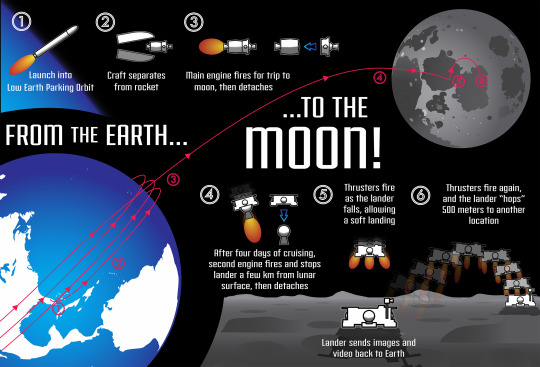 1
2
3
Launch into
Low Earth Parking Orbit
Craft separates
from rocket
Main engine fires for trip to
moon, then detaches
FROM THE EARTH...
...TO THE
MOON!
4
3
2
1
5
6
4
After four days of cruising,
second engine fires and stops
lander a few km from lunar
surface, then detaches
5
Thrusters fire
as the lander
falls, allowing
a soft landing
6
Thrusters fire again,
and the lander "hops"
500 meters to another
location
Lander sends images and
video back to Earth